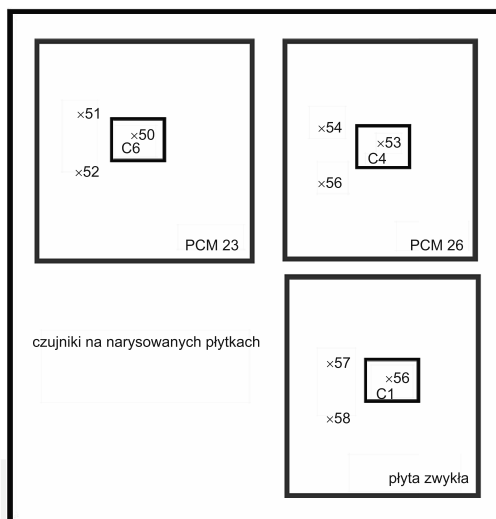 ×51
×50
C6
×52
PCM 23
×54
×53
C4
×56
PCM 26
czujniki na narysowanych płytkach
×57
×56
C1
×58
płyta zwykła